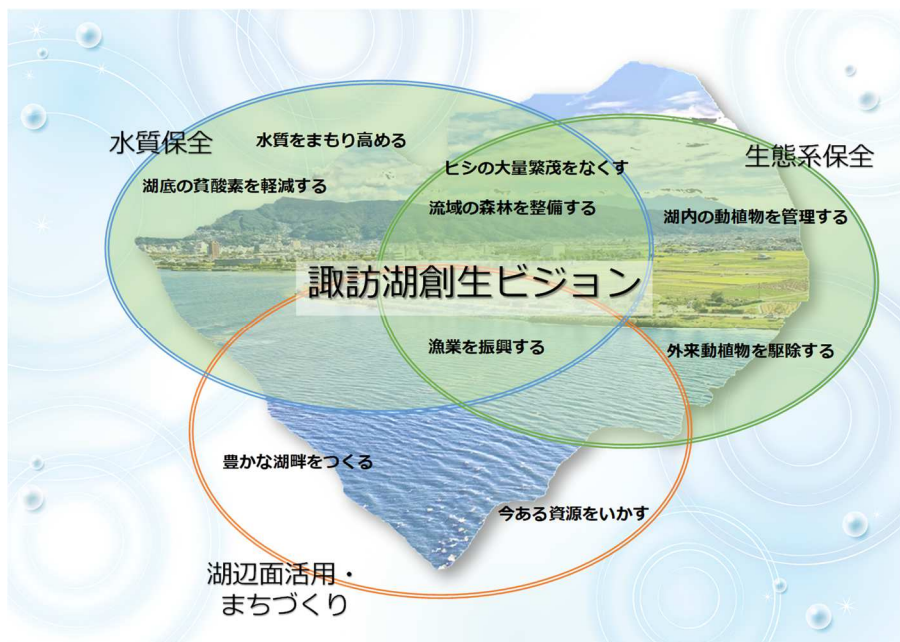 水質保全
水質をまもり高める
湖底の貧酸素を軽減する
ヒシの大量繁茂をなくす
流域の森林を整備する
生態系保全
湖内の動植物を管理する
諏訪湖創生ビジョン
漁業を振興する
外来動植物を駆除する
豊かな湖畔をつくる
今ある資源をいかす
湖辺面活用・
まちづくり